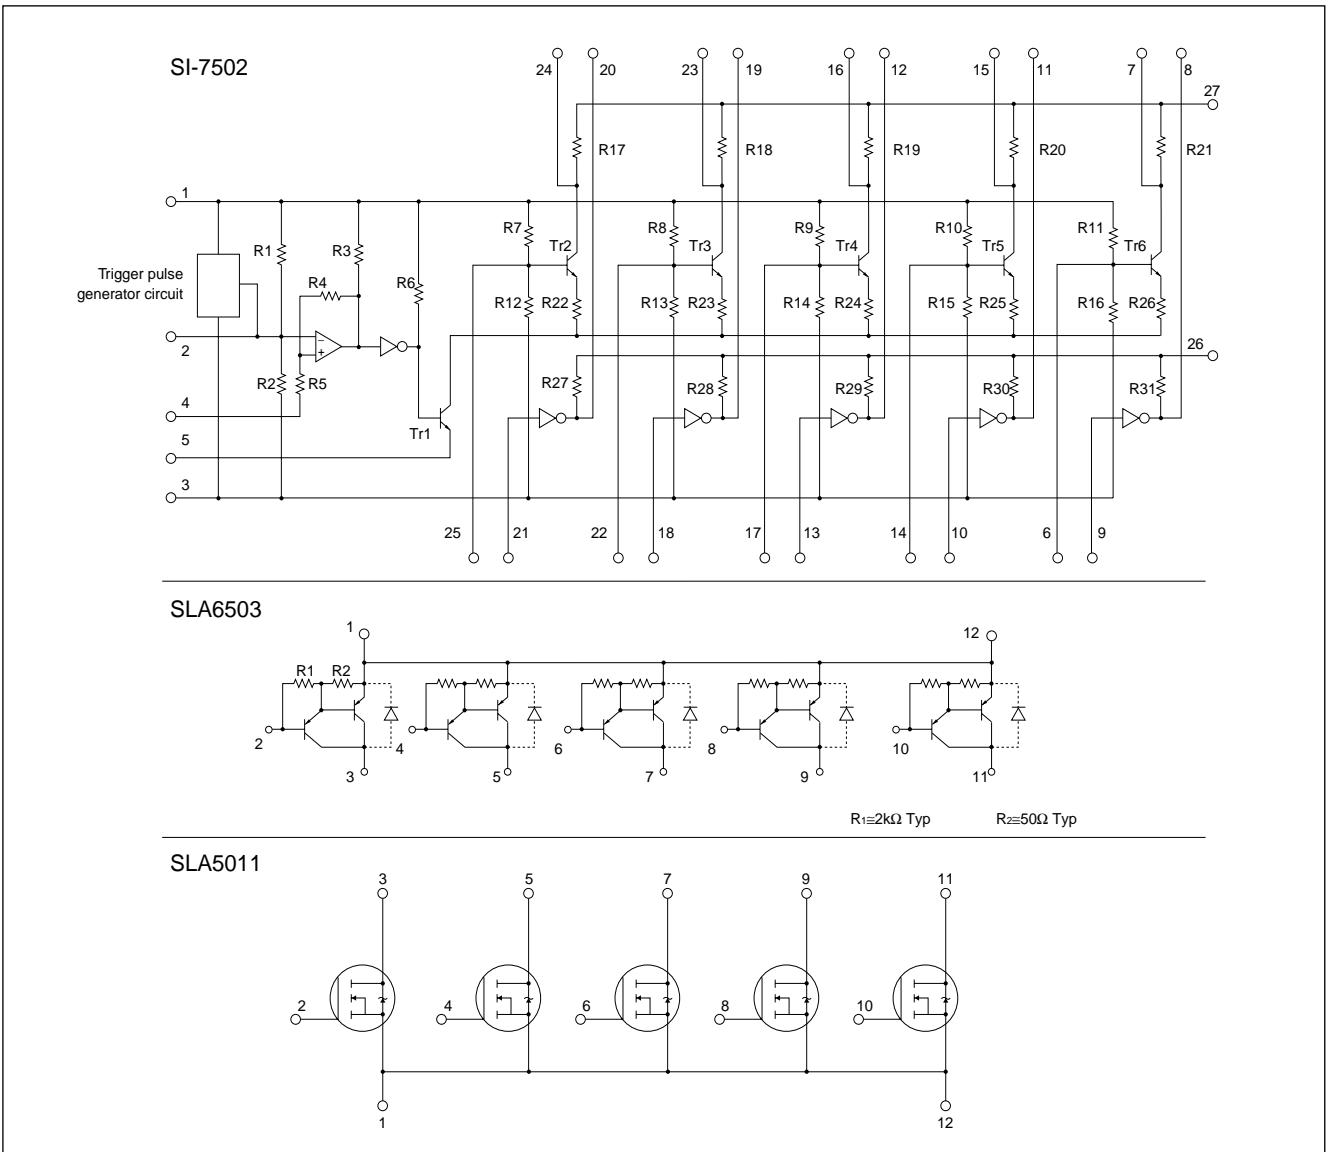 SI-7502
24 20 23 19 16 12 15 11 7 8
27
R17 R18 R19 R20 R21
1
R7 R8 R9 R10 R11
R1 R3 Tr2 Tr3 Tr4 Tr5 Tr6
Trigger pulse
generator circuit
R4 R6
R12 R22 R13 R23 R14 R24 R15 R25 R16 R26
2
− +
26
R2 R5 R27 R28 R29 R30 R31
4
Tr1
5
3
25 21 22 18 17 13 14 10 6 9
SLA6503
1 12
R1 R2
2 4 6 8 10
3 5 7 9 11
R1≅2kΩ Typ R2≅50Ω Typ
SLA5011
3 5 7 9 11
2 4 6 8 10
1 12